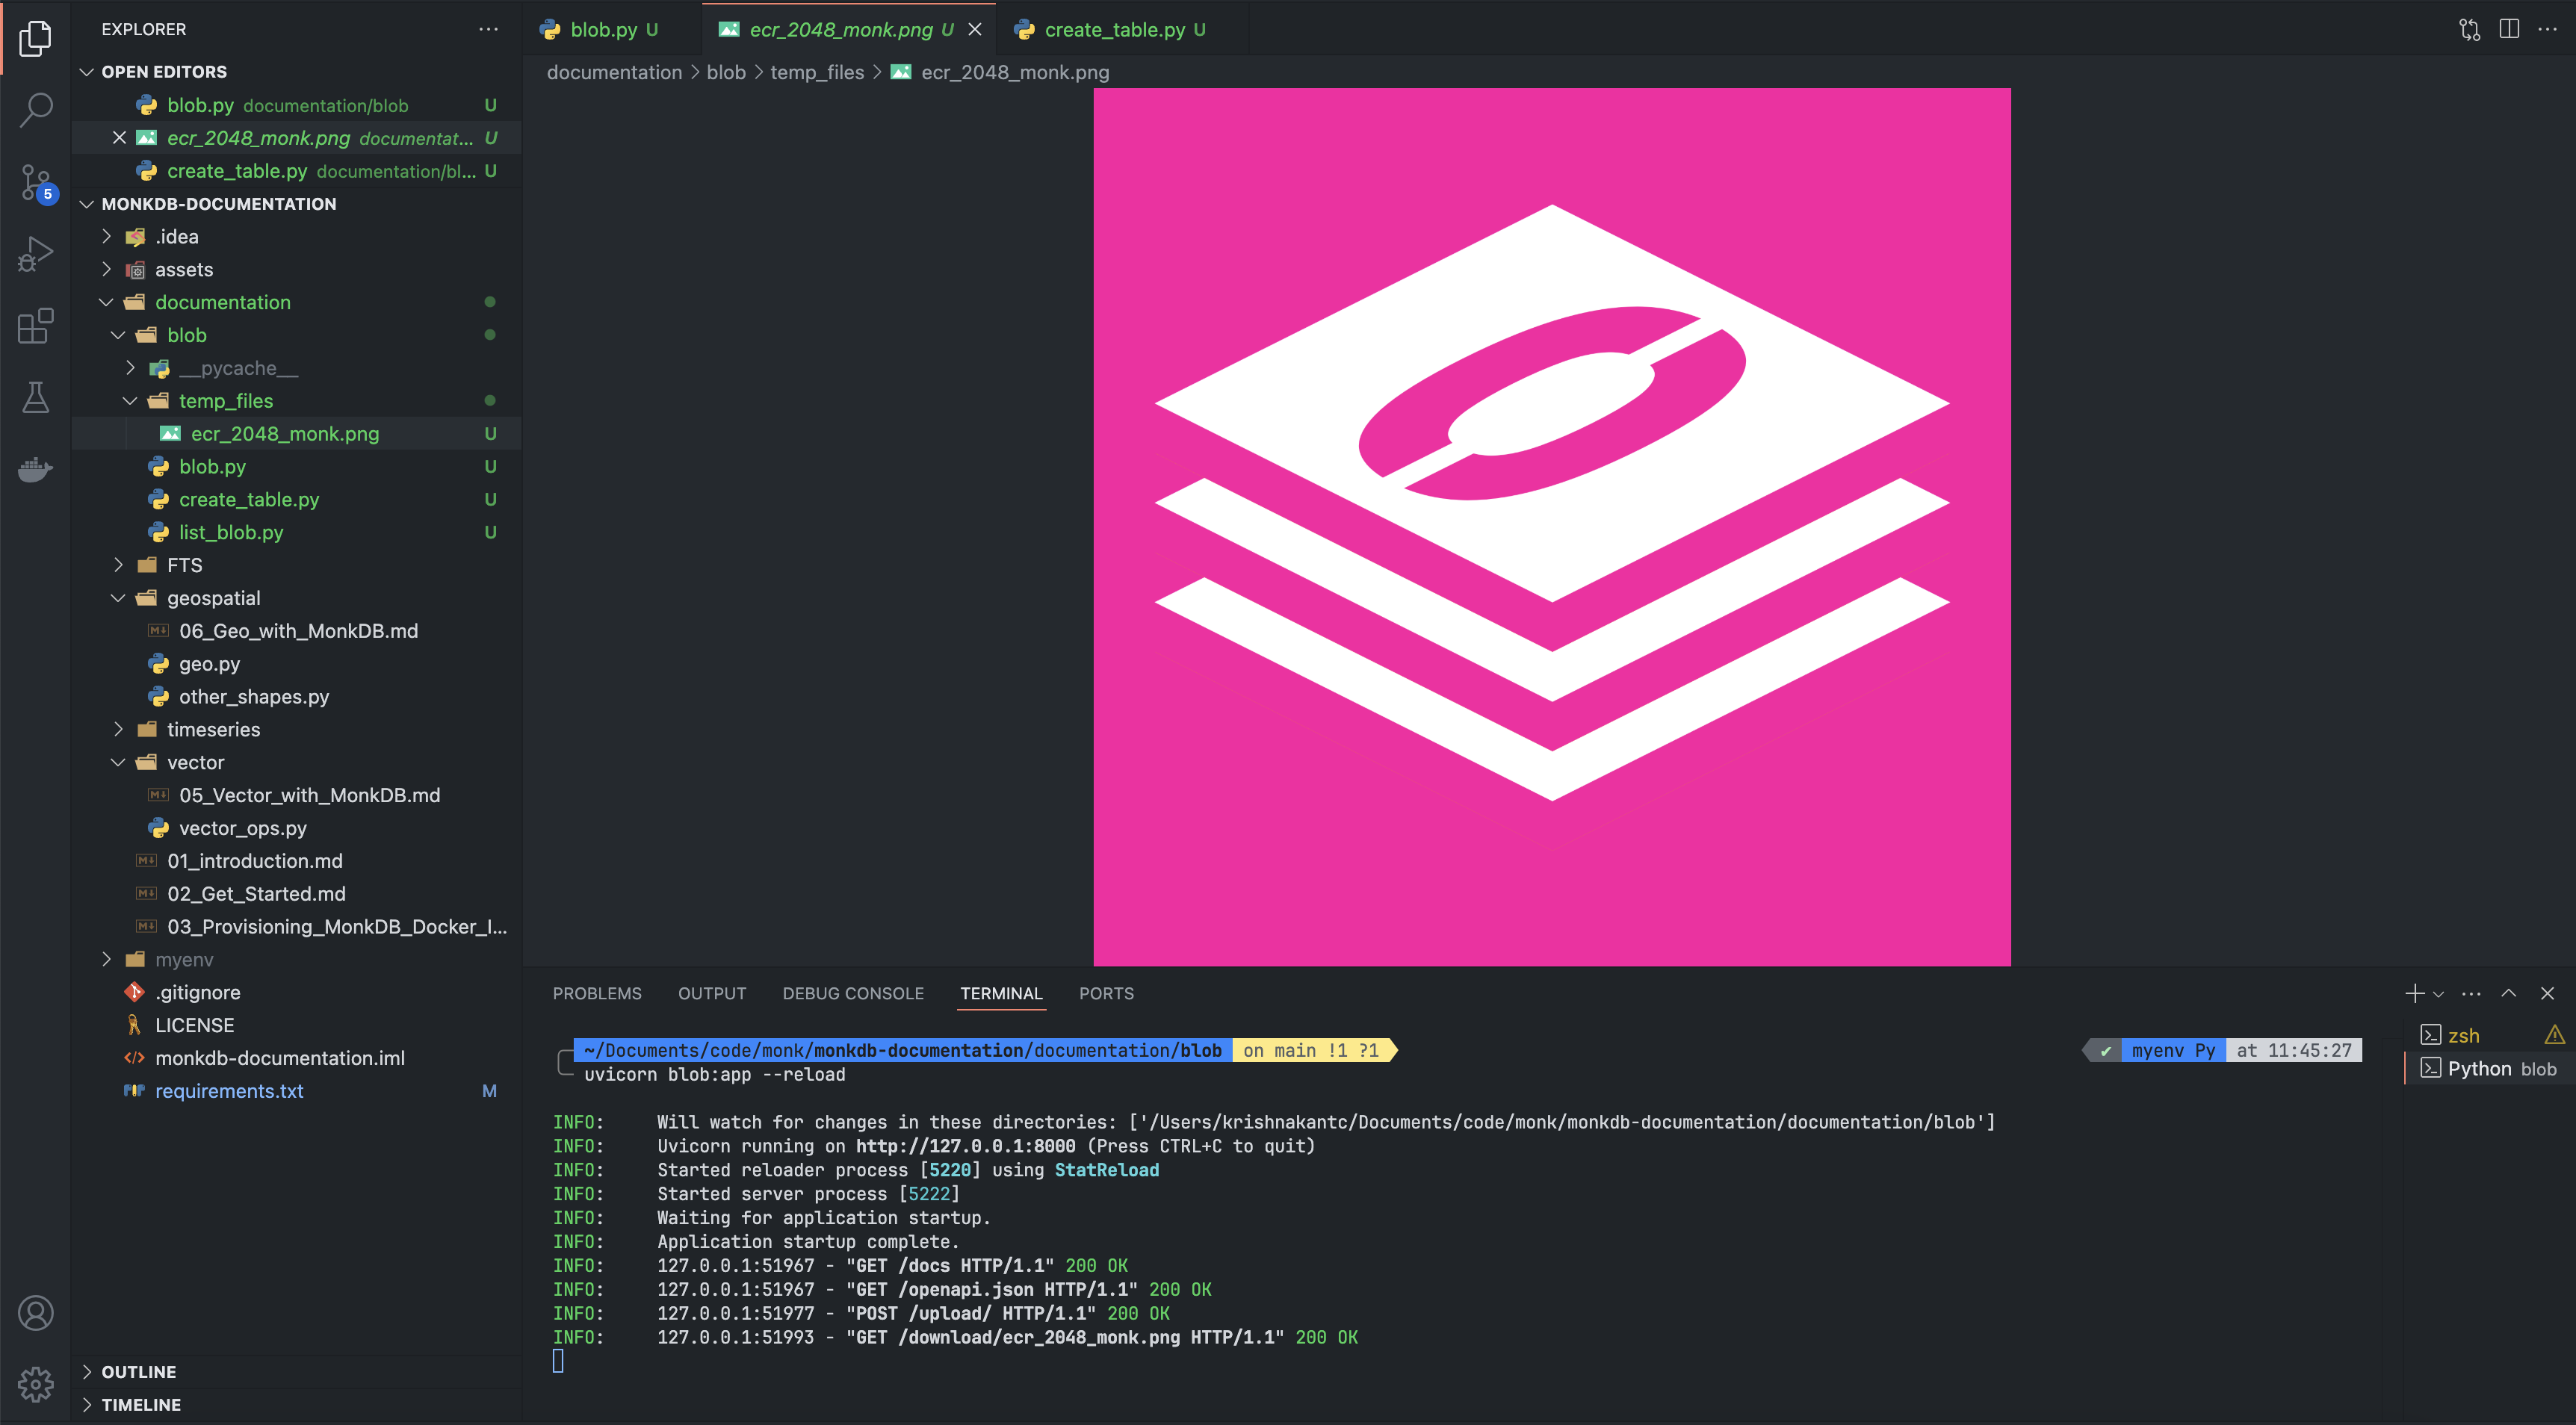 EXPLORER
OPEN EDITORS
blob.py documentation/blob U
ecr_2048_monk.png documentat... U
create_table.py documentation/bl... U
5
MONKDB-DOCUMENTATION
.idea
assets
documentation
blob
__pycache__
temp_files
ecr_2048_monk.png U
blob.py U
create_table.py U
list_blob.py U
FTS
geospatial
06_Geo_with_MonkDB.md
geo.py
other_shapes.py
timeseries
vector
05_Vector_with_MonkDB.md
vector_ops.py
01_introduction.md
02_Get_Started.md
03_Provisioning_MonkDB_Docker_I...
myenv
.gitignore
LICENSE
monkdb-documentation.iml
requirements.txt M
OUTLINE
TIMELINE
blob.py U ecr_2048_monk.png U create_table.py U
documentation > blob > temp_files > ecr_2048_monk.png
PROBLEMS OUTPUT DEBUG CONSOLE TERMINAL PORTS
~/Documents/code/monk/monkdb-documentation/documentation/blob on main !1 ?1 ✔ myenv Py at 11:45:27
uvicorn blob:app --reload
INFO: Will watch for changes in these directories: ['/Users/krishnakantc/Documents/code/monk/monkdb-documentation/documentation/blob']
INFO: Uvicorn running on http://127.0.0.1:8000 (Press CTRL+C to quit)
INFO: Started reloader process [5220] using StatReload
INFO: Started server process [5222]
INFO: Waiting for application startup.
INFO: Application startup complete.
INFO: 127.0.0.1:51967 - "GET /docs HTTP/1.1" 200 OK
INFO: 127.0.0.1:51967 - "GET /openapi.json HTTP/1.1" 200 OK
INFO: 127.0.0.1:51977 - "POST /upload/ HTTP/1.1" 200 OK
INFO: 127.0.0.1:51993 - "GET /download/ecr_2048_monk.png HTTP/1.1" 200 OK
zsh
Python blob